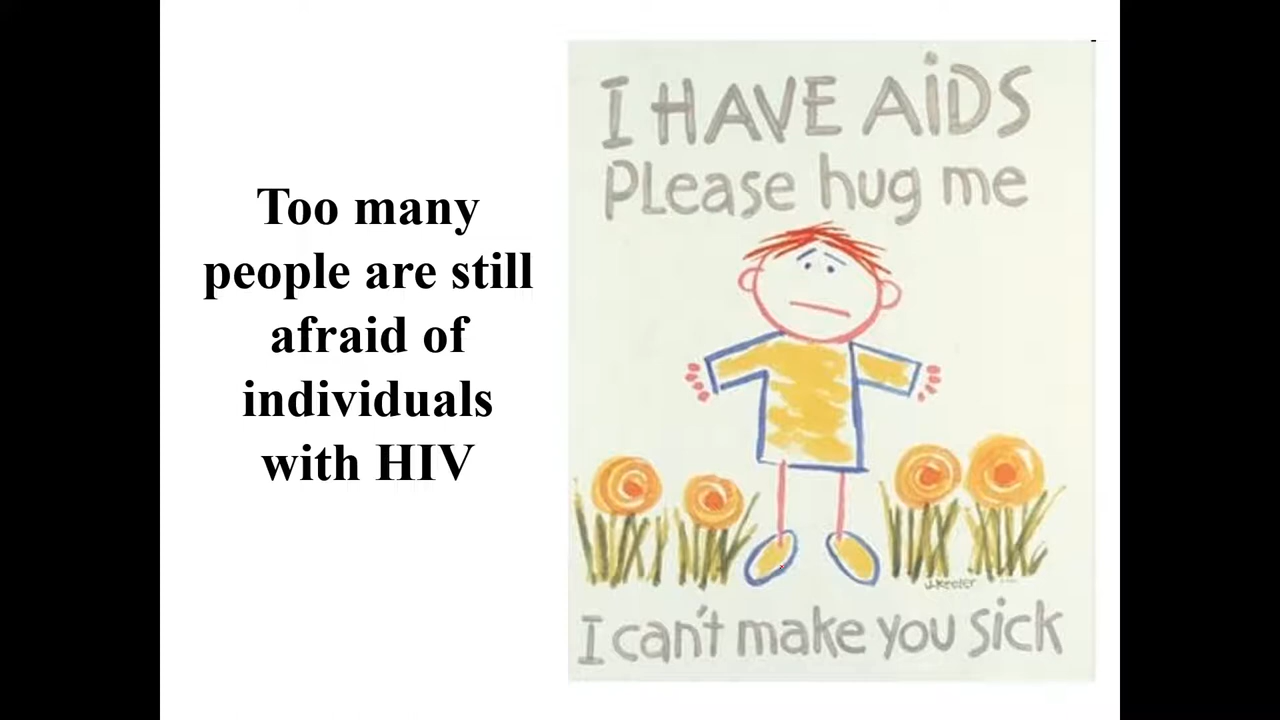 Too many
people are still
afraid of
individuals
with HIV
I HAVE AiDS
PLease hug me
J. Keeler
I can't make you sick